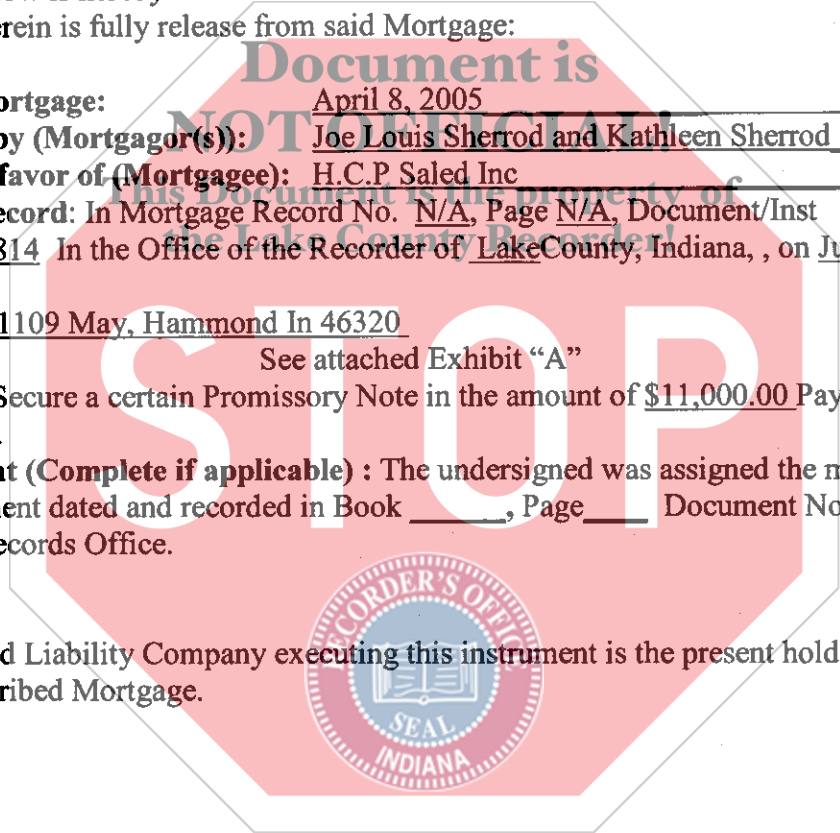 erein is fully release from said Mortgage:
Document is
ortgage: April 8, 2005
NOT OFFICIAL!
by (Mortgagor(s)): Joe Louis Sherrod and Kathleen Sherrod
favor of (Mortgagee): H.C.P Saled Inc
This Document is the property of
ecord: In Mortgage Record No. N/A, Page N/A, Document/Inst
the Lake County Recorder!
814 In the Office of the Recorder of LakeCounty, Indiana, , on Ju
1109 May, Hammond In 46320
STOP
See attached Exhibit “A”
Secure a certain Promissory Note in the amount of $11,000.00 Pay
nt (Complete if applicable) : The undersigned was assigned the m
ent dated and recorded in Book ______, Page____ Document No
ecords Office.
RECORDER'S OFFICE
d Liability Company executing this instrument is the present hold
ribed Mortgage.
SEAL
INDIANA